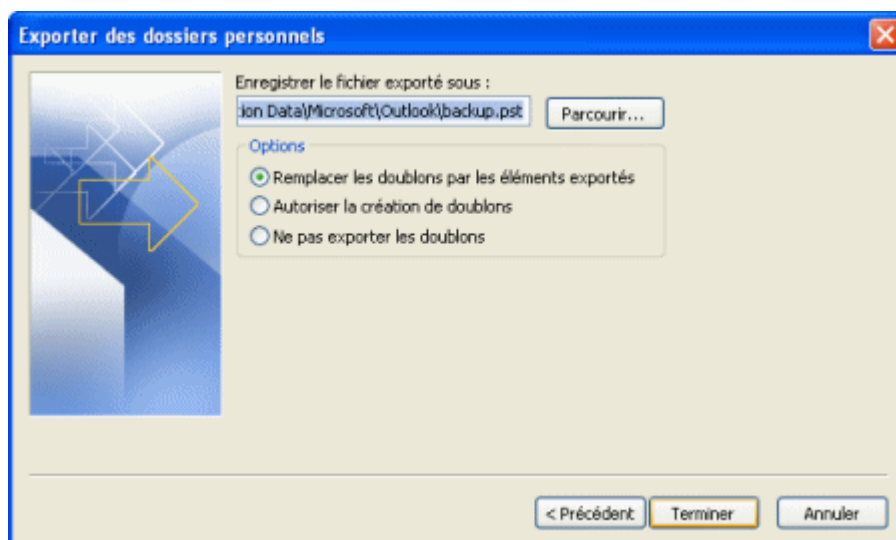 Exporter des dossiers personnels
Enregistrer le fichier exporté sous :
ion Data\Microsoft\Outlook\backup.pst
Parcourir...
Options
Remplacer les doublons par les éléments exportés
Autoriser la création de doublons
Ne pas exporter les doublons
< Précédent
Terminer
Annuler